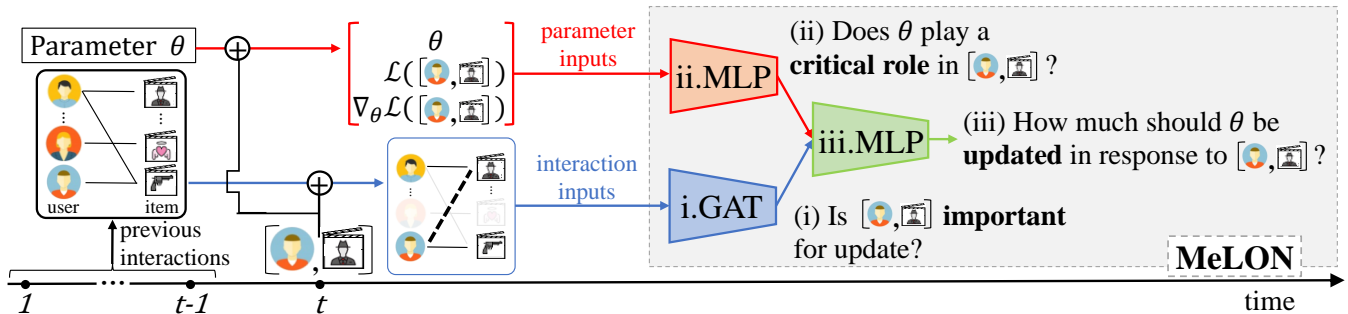 Parameter θ
user
item
previous
interactions
θ
ℒ([ , ])
∇θℒ([ , ])
parameter
inputs
interaction
inputs
[ , ]
ii.MLP
i.GAT
iii.MLP
(ii) Does θ play a
critical role in [ , ] ?
(iii) How much should θ be
updated in response to [ , ] ?
(i) Is [ , ] important
for update?
MeLON
1
...
t-1
t
time